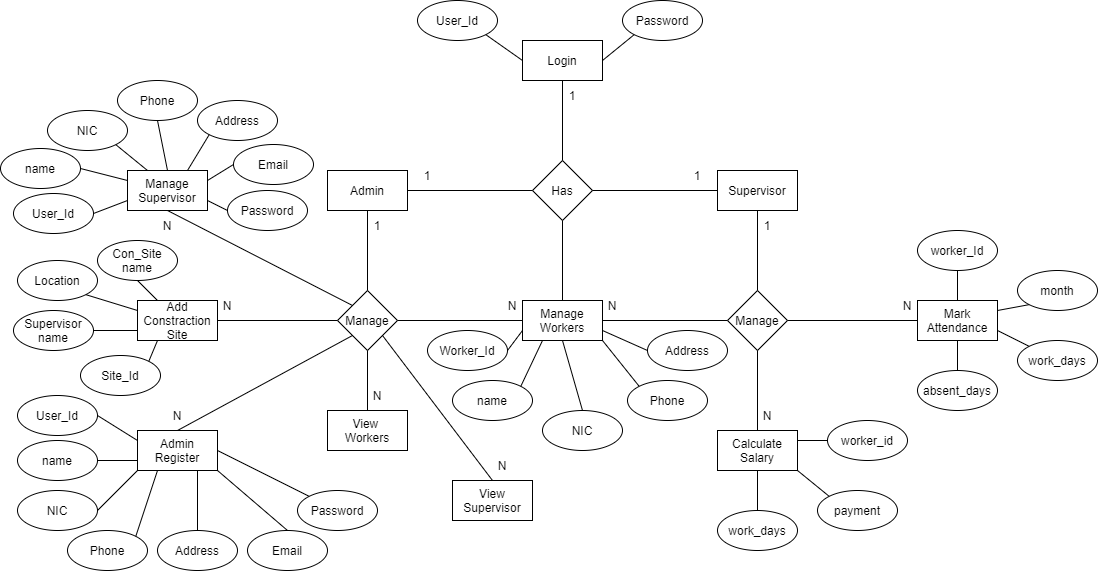 User_Id
Password
Login
1
Phone
NIC
Address
name
Email
Manage
Supervisor
User_Id
Password
N
Admin
1
Has
1
Supervisor
1
1
Con_Site
name
Location
Supervisor
name
Add
Constraction
Site
N
Site_Id
Manage
N
Manage
Workers
N
Worker_Id
name
NIC
Phone
Address
Manage
N
Mark
Attendance
worker_Id
month
work_days
absent_days
User_Id
name
NIC
Phone
Address
Email
Password
N
Admin
Register
N
View
Workers
N
View
Supervisor
N
Calculate
Salary
worker_id
payment
work_days